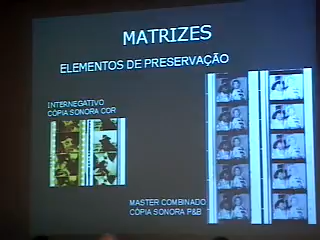 MATRIZES
ELEMENTOS DE PRESERVAÇÃO
INTERNEGATIVO
CÓPIA SONORA COR
MASTER COMBINADO
CÓPIA SONORA P&B